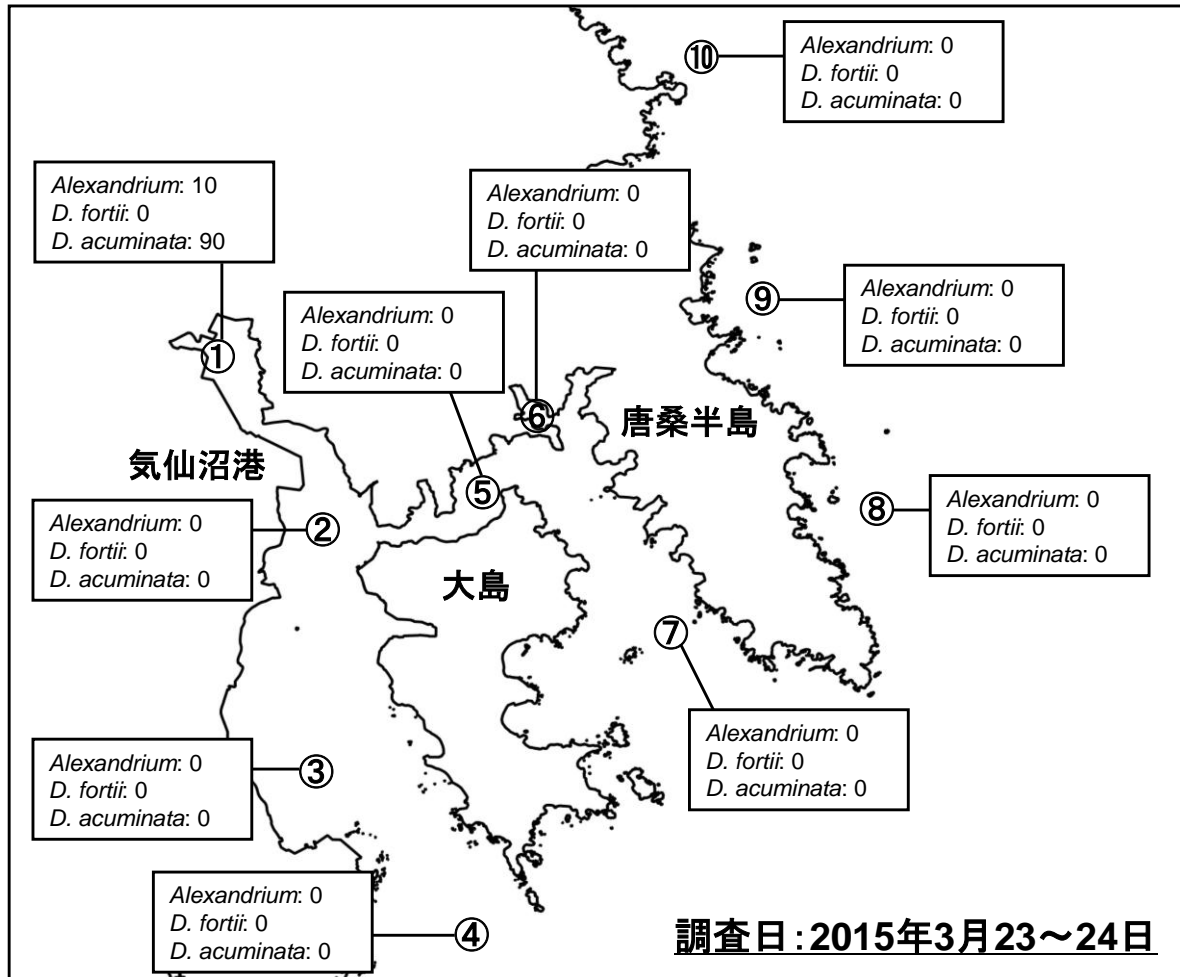 ⑩
Alexandrium: 0
D. fortii: 0
D. acuminata: 0
Alexandrium: 10
D. fortii: 0
D. acuminata: 90
①
Alexandrium: 0
D. fortii: 0
D. acuminata: 0
⑥
Alexandrium: 0
D. fortii: 0
D. acuminata: 0
⑤
⑨
Alexandrium: 0
D. fortii: 0
D. acuminata: 0
唐桑半島
気仙沼港
Alexandrium: 0
D. fortii: 0
D. acuminata: 0
②
⑧
Alexandrium: 0
D. fortii: 0
D. acuminata: 0
大島
⑦
Alexandrium: 0
D. fortii: 0
D. acuminata: 0
Alexandrium: 0
D. fortii: 0
D. acuminata: 0
③
Alexandrium: 0
D. fortii: 0
D. acuminata: 0
④
調査日:2015年3月23~24日